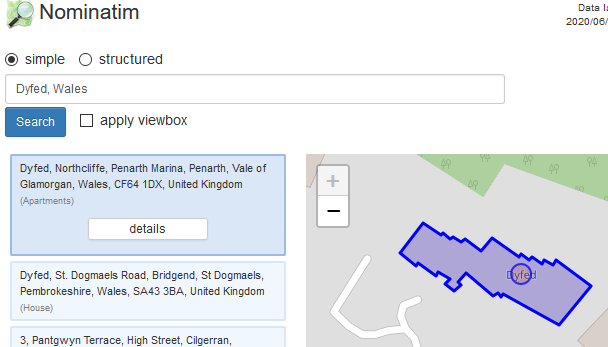 Nominatim
Data la
2020/06/
simple
structured
Dyfed, Wales
Search
apply viewbox
Dyfed, Northcliffe, Penarth Marina, Penarth, Vale of
Glamorgan, Wales, CF64 1DX, United Kingdom
(Apartments)
details
Dyfed, St. Dogmaels Road, Bridgend, St Dogmaels,
Pembrokeshire, Wales, SA43 3BA, United Kingdom
(House)
3, Pantgwyn Terrace, High Street, Cilgerran,
+
−
Dyfed